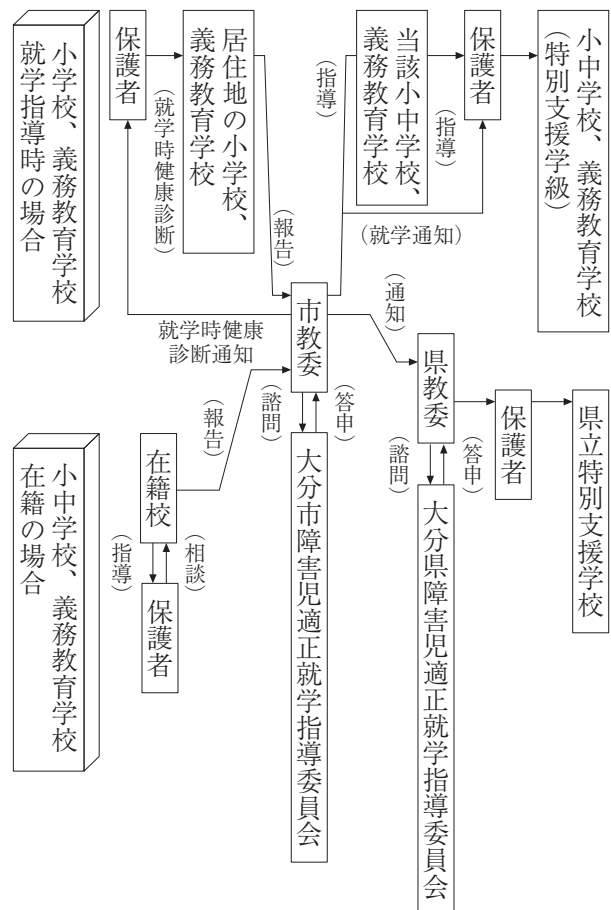 小学校、義務教育学校
就学指導時の場合
保護者
(就学時健康診断)
居住地の小学校、
義務教育学校
(報告)
就学時健康
診断通知
市教委
(指導)
当該小中学校、
義務教育学校
(指導)
保護者
(就学通知)
小中学校、義務教育学校
(特別支援学級)
(通知)
県教委
保護者
県立特別支援学校
(諮問)
(答申)
大分県障害児適正就学指導委員会
(諮問)
(答申)
大分市障害児適正就学指導委員会
小中学校、義務教育学校
在籍の場合
在籍校
(報告)
(指導)
(相談)
保護者